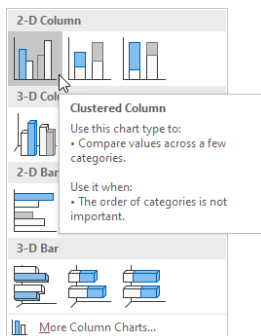 2-D Column
3-D Col
Clustered Column
Use this chart type to:
• Compare values across a few
categories.
Use it when:
• The order of categories is not
important.
2-D Bar
3-D Bar
More Column Charts...